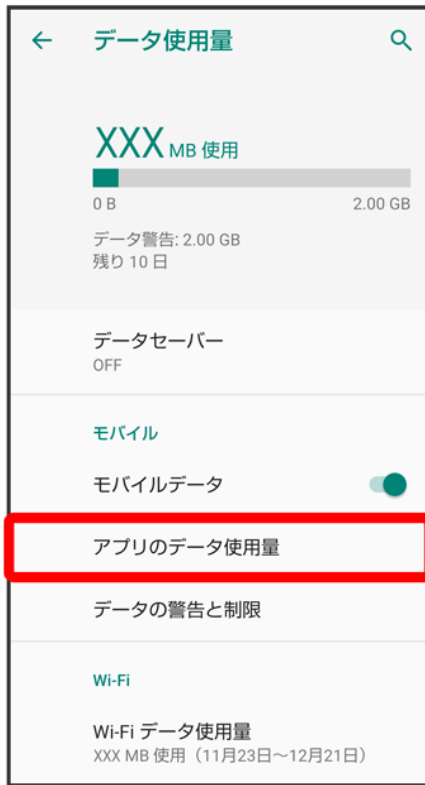 データ使用量
XXX MB 使用
0 B 2.00 GB
データ警告: 2.00 GB
残り 10 日
データセーバー
OFF
モバイル
モバイルデータ
アプリのデータ使用量
データの警告と制限
Wi-Fi
Wi-Fi データ使用量
XXX MB 使用（11月23日～12月21日）